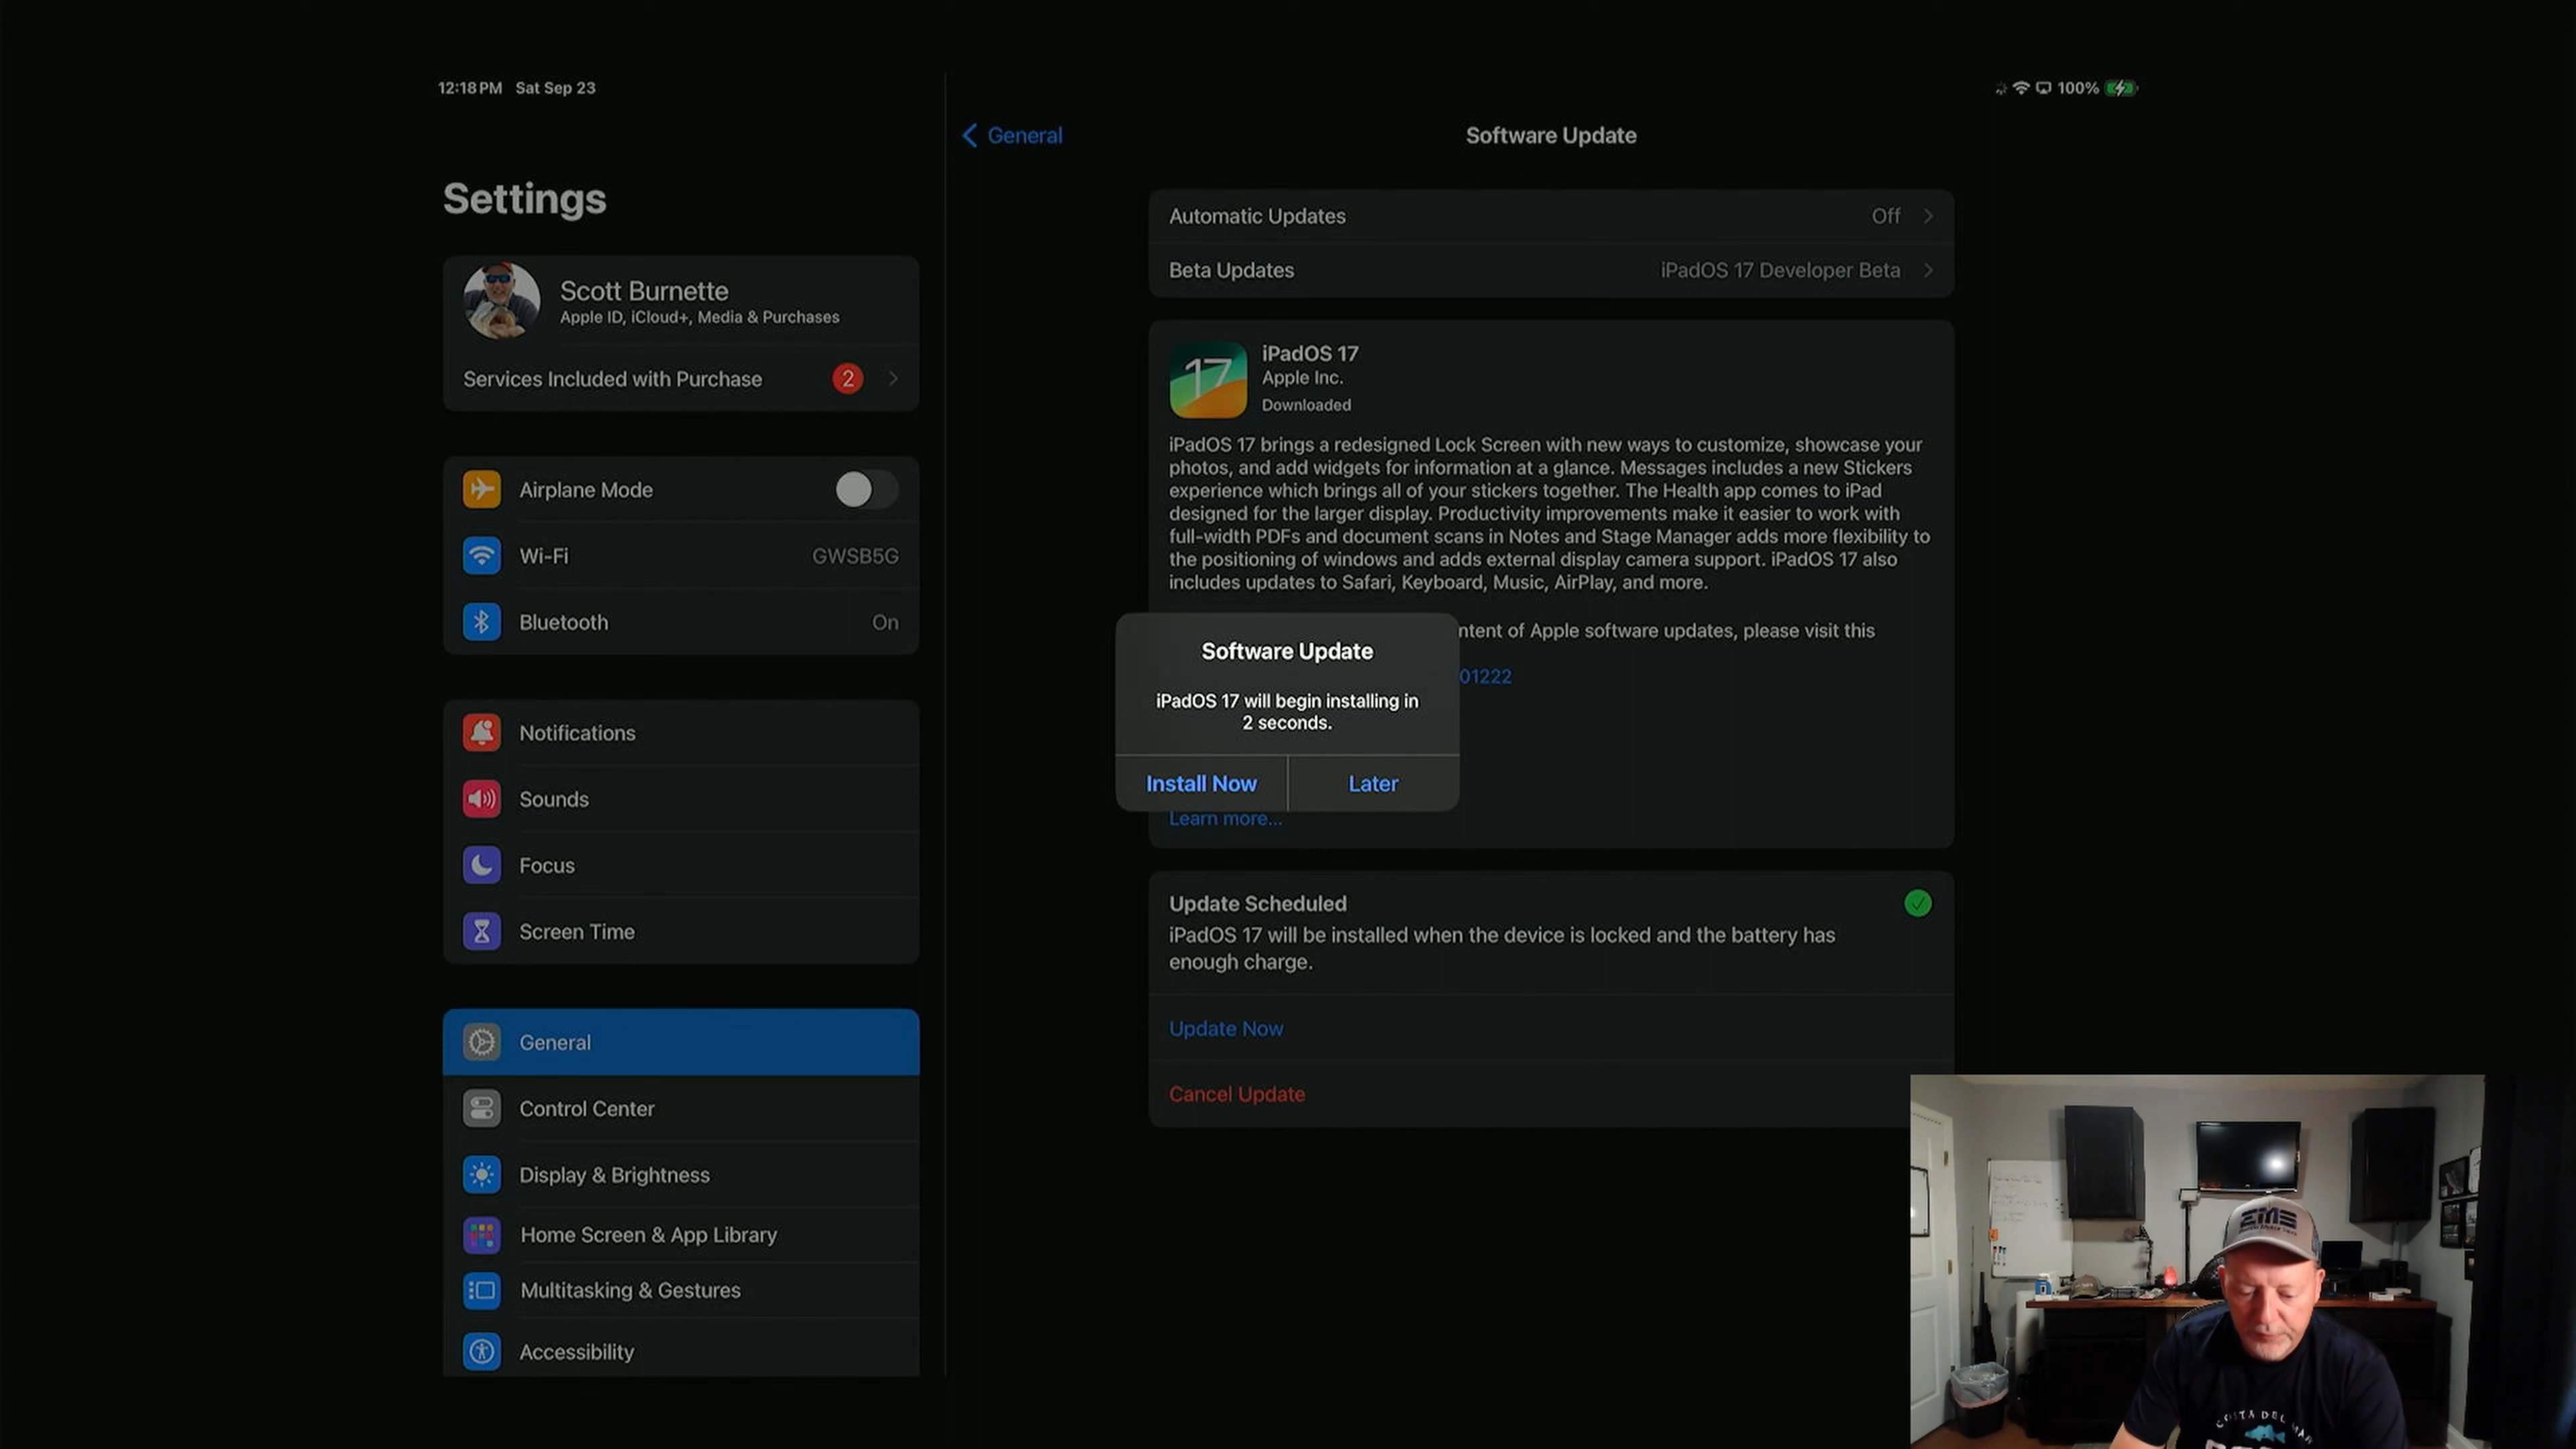 12:18 PM Sat Sep 23
100%
Settings
Scott Burnette
Apple ID, iCloud+, Media & Purchases
Services Included with Purchase 2
Airplane Mode
Wi-Fi GWSB5G
Bluetooth On
Notifications
Sounds
Focus
Screen Time
General
Control Center
Display & Brightness
Home Screen & App Library
Multitasking & Gestures
Accessibility
General
Software Update
Automatic Updates Off
Beta Updates iPadOS 17 Developer Beta
17
iPadOS 17
Apple Inc.
Downloaded
iPadOS 17 brings a redesigned Lock Screen with new ways to customize, showcase your
photos, and add widgets for information at a glance. Messages includes a new Stickers
experience which brings all of your stickers together. The Health app comes to iPad
designed for the larger display. Productivity improvements make it easier to work with
full-width PDFs and document scans in Notes and Stage Manager adds more flexibility to
the positioning of windows and adds external display camera support. iPadOS 17 also
includes updates to Safari, Keyboard, Music, AirPlay, and more.
ntent of Apple software updates, please visit this
01222
Learn more...
Software Update
iPadOS 17 will begin installing in
2 seconds.
Install Now
Later
Update Scheduled
iPadOS 17 will be installed when the device is locked and the battery has
enough charge.
Update Now
Cancel Update
EMS
COSTA DEL MAR